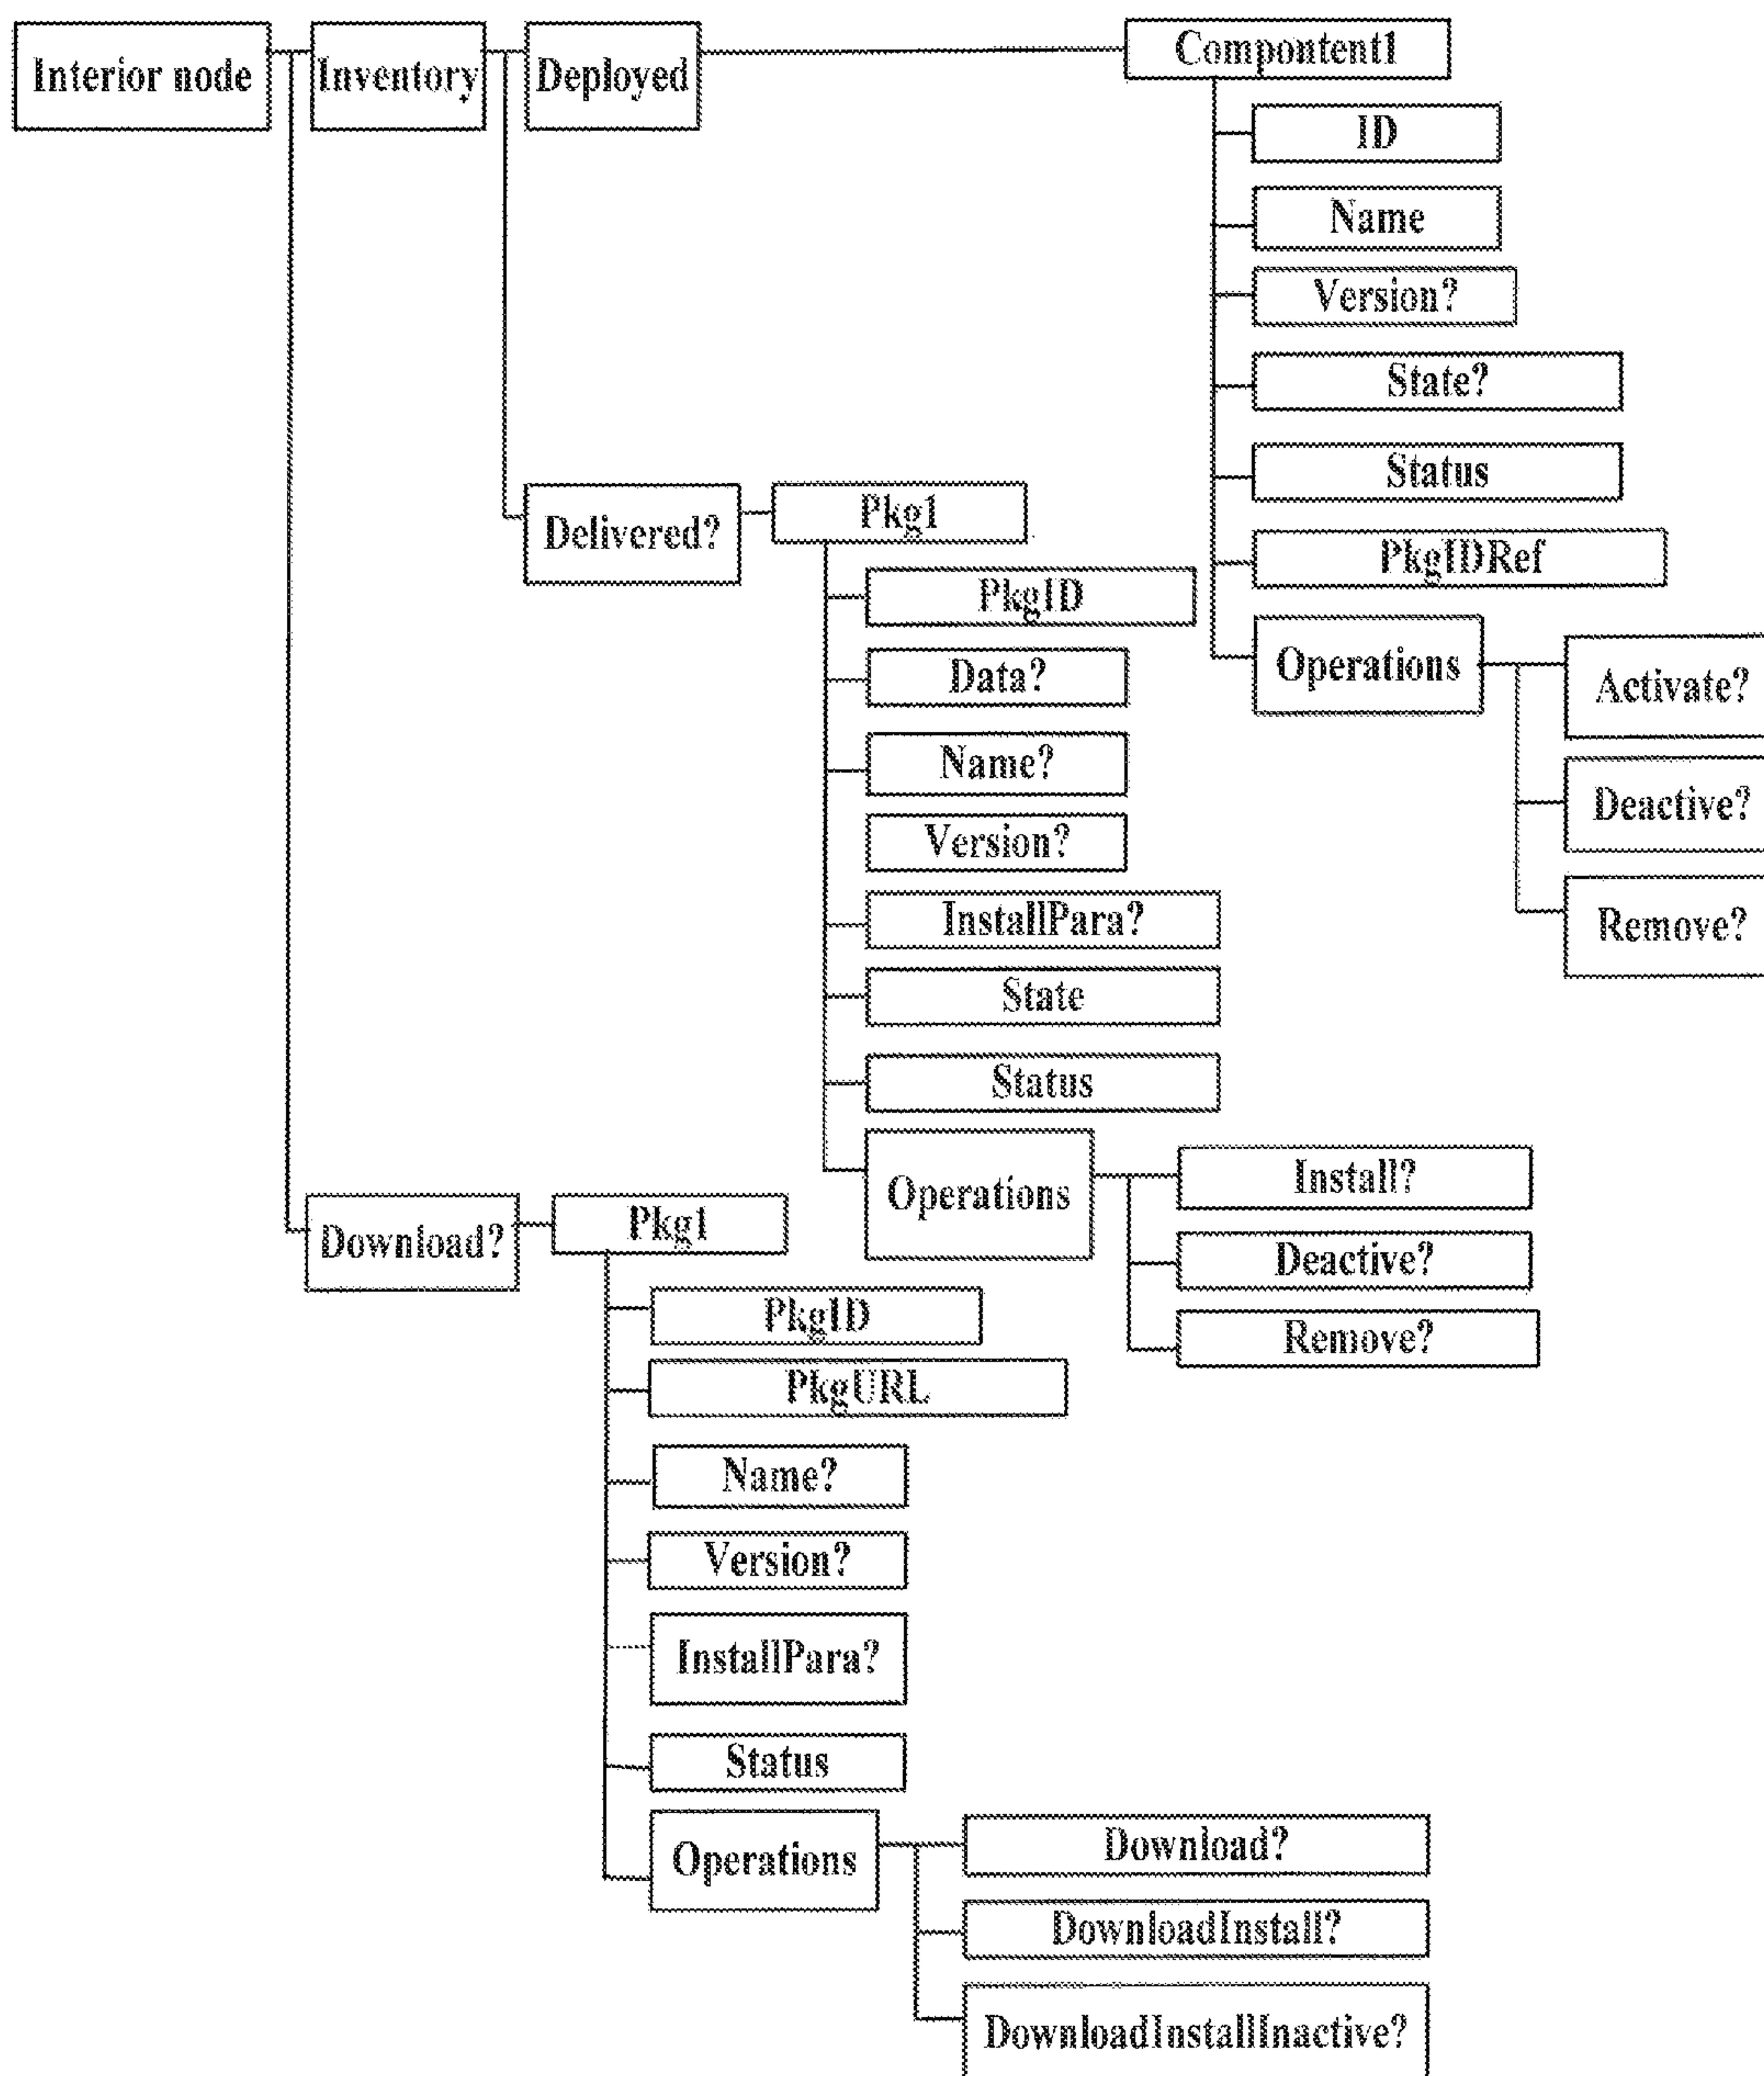 Interior node
Inventory
Deployed
Compontent1
ID
Name
Version?
State?
Status
PkgIDRef
Operations
Activate?
Deactive?
Remove?
Delivered?
Pkg1
PkgID
Data?
Name?
Version?
InstallPara?
State
Status
Operations
Install?
Deactive?
Remove?
Download?
Pkg1
PkgID
PkgURL
Name?
Version?
InstallPara?
Status
Operations
Download?
DownloadInstall?
DownloadInstallInactive?